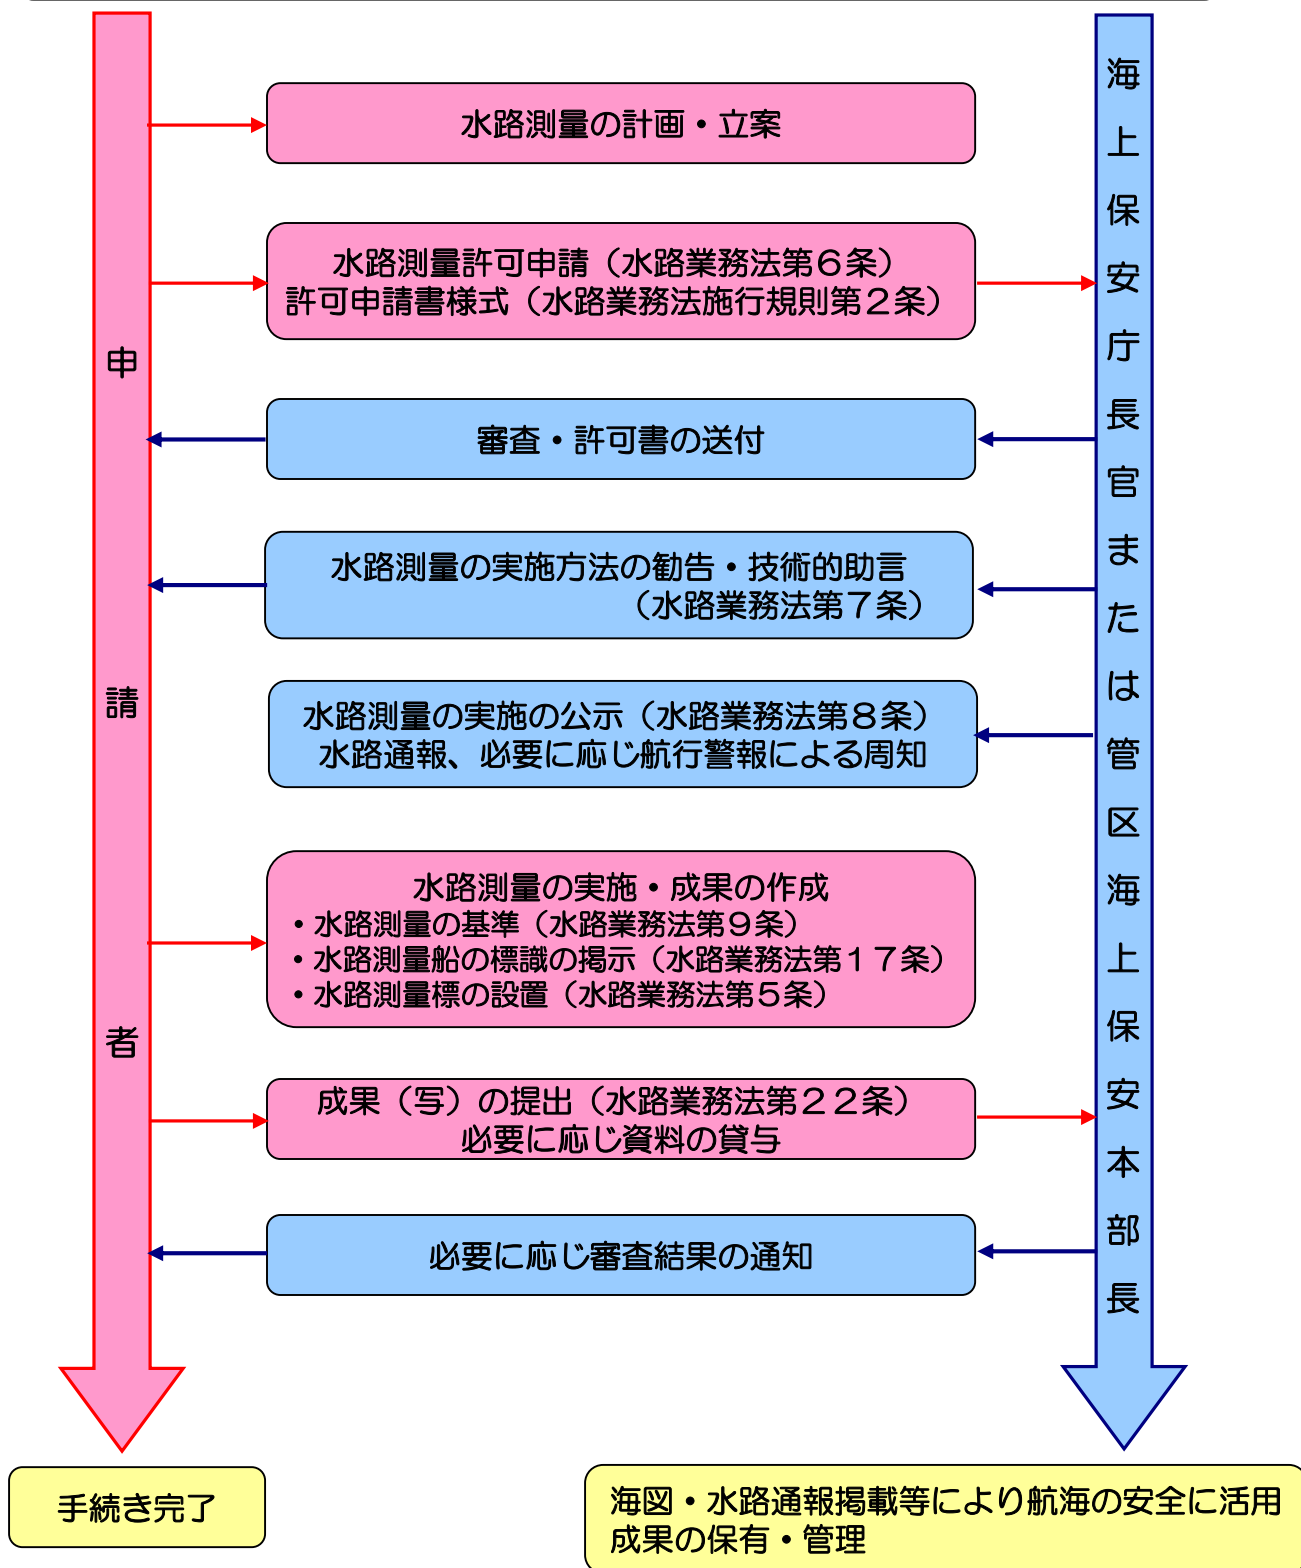 水路測量の計画・立案
水路測量許可申請（水路業務法第６条）
許可申請書様式（水路業務法施行規則第２条）
審査・許可書の送付
水路測量の実施方法の勧告・技術的助言
（水路業務法第７条）
水路測量の実施の公示（水路業務法第８条）
水路通報、必要に応じ航行警報による周知
水路測量の実施・成果の作成
・水路測量の基準（水路業務法第９条）
・水路測量船の標識の掲示（水路業務法第１７条）
・水路測量標の設置（水路業務法第５条）
成果（写）の提出（水路業務法第２２条）
必要に応じ資料の貸与
必要に応じ審査結果の通知
申請者
海上保安庁長官または管区海上保安本部長
手続き完了
海図・水路通報掲載等により航海の安全に活用
成果の保有・管理